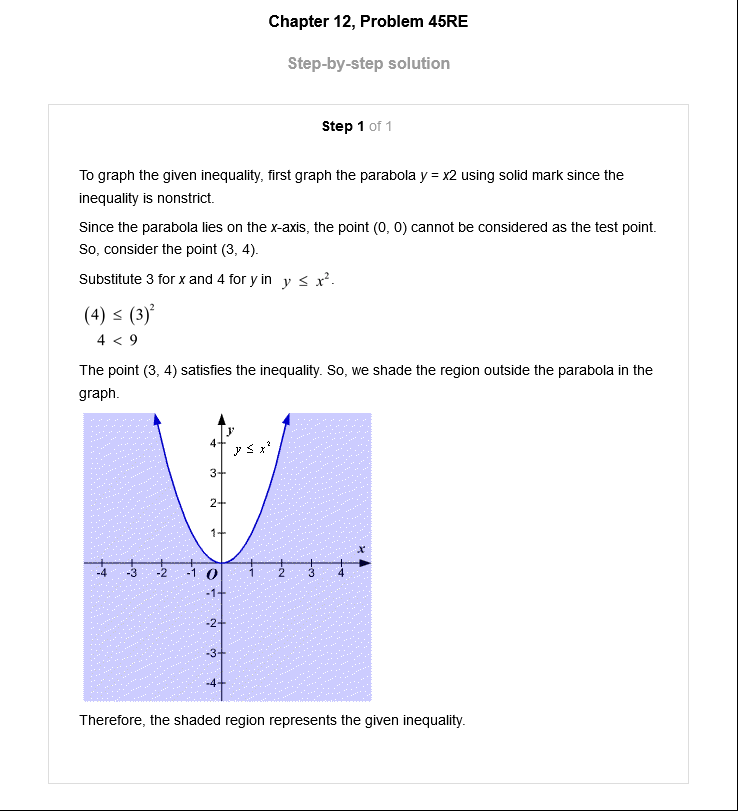 Chapter 12, Problem 45RE
Step-by-step solution
Step 1 of 1
To graph the given inequality, first graph the parabola y = x2 using solid mark since the
inequality is nonstrict.
Since the parabola lies on the x-axis, the point (0, 0) cannot be considered as the test point.
So, consider the point (3, 4).
Substitute 3 for x and 4 for y in y ≤ x².
(4) ≤ (3)²
4 < 9
The point (3, 4) satisfies the inequality. So, we shade the region outside the parabola in the
graph.
y
4
y ≤ x²
3
2
1
x
-4 -3 -2 -1 O 1 2 3 4
-1
-2
-3
-4
Therefore, the shaded region represents the given inequality.